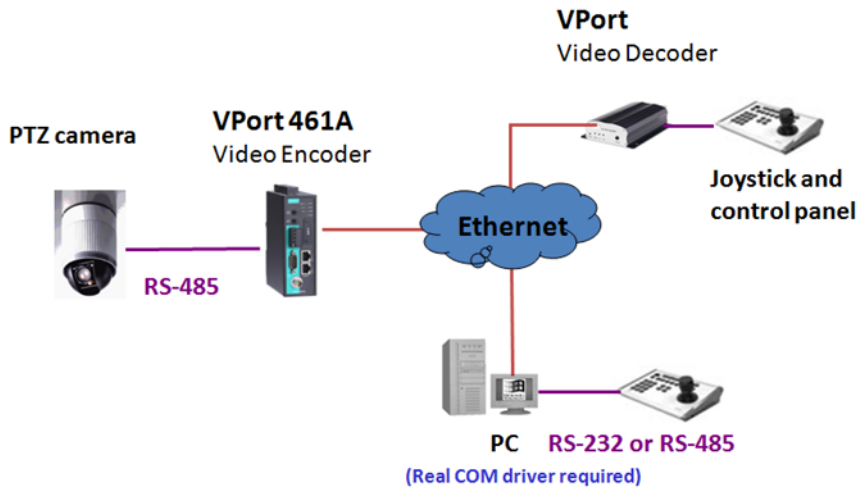 VPort
Video Decoder
PTZ camera
VPort 461A
Video Encoder
Joystick and
control panel
Ethernet
RS-485
PC
RS-232 or RS-485
(Real COM driver required)